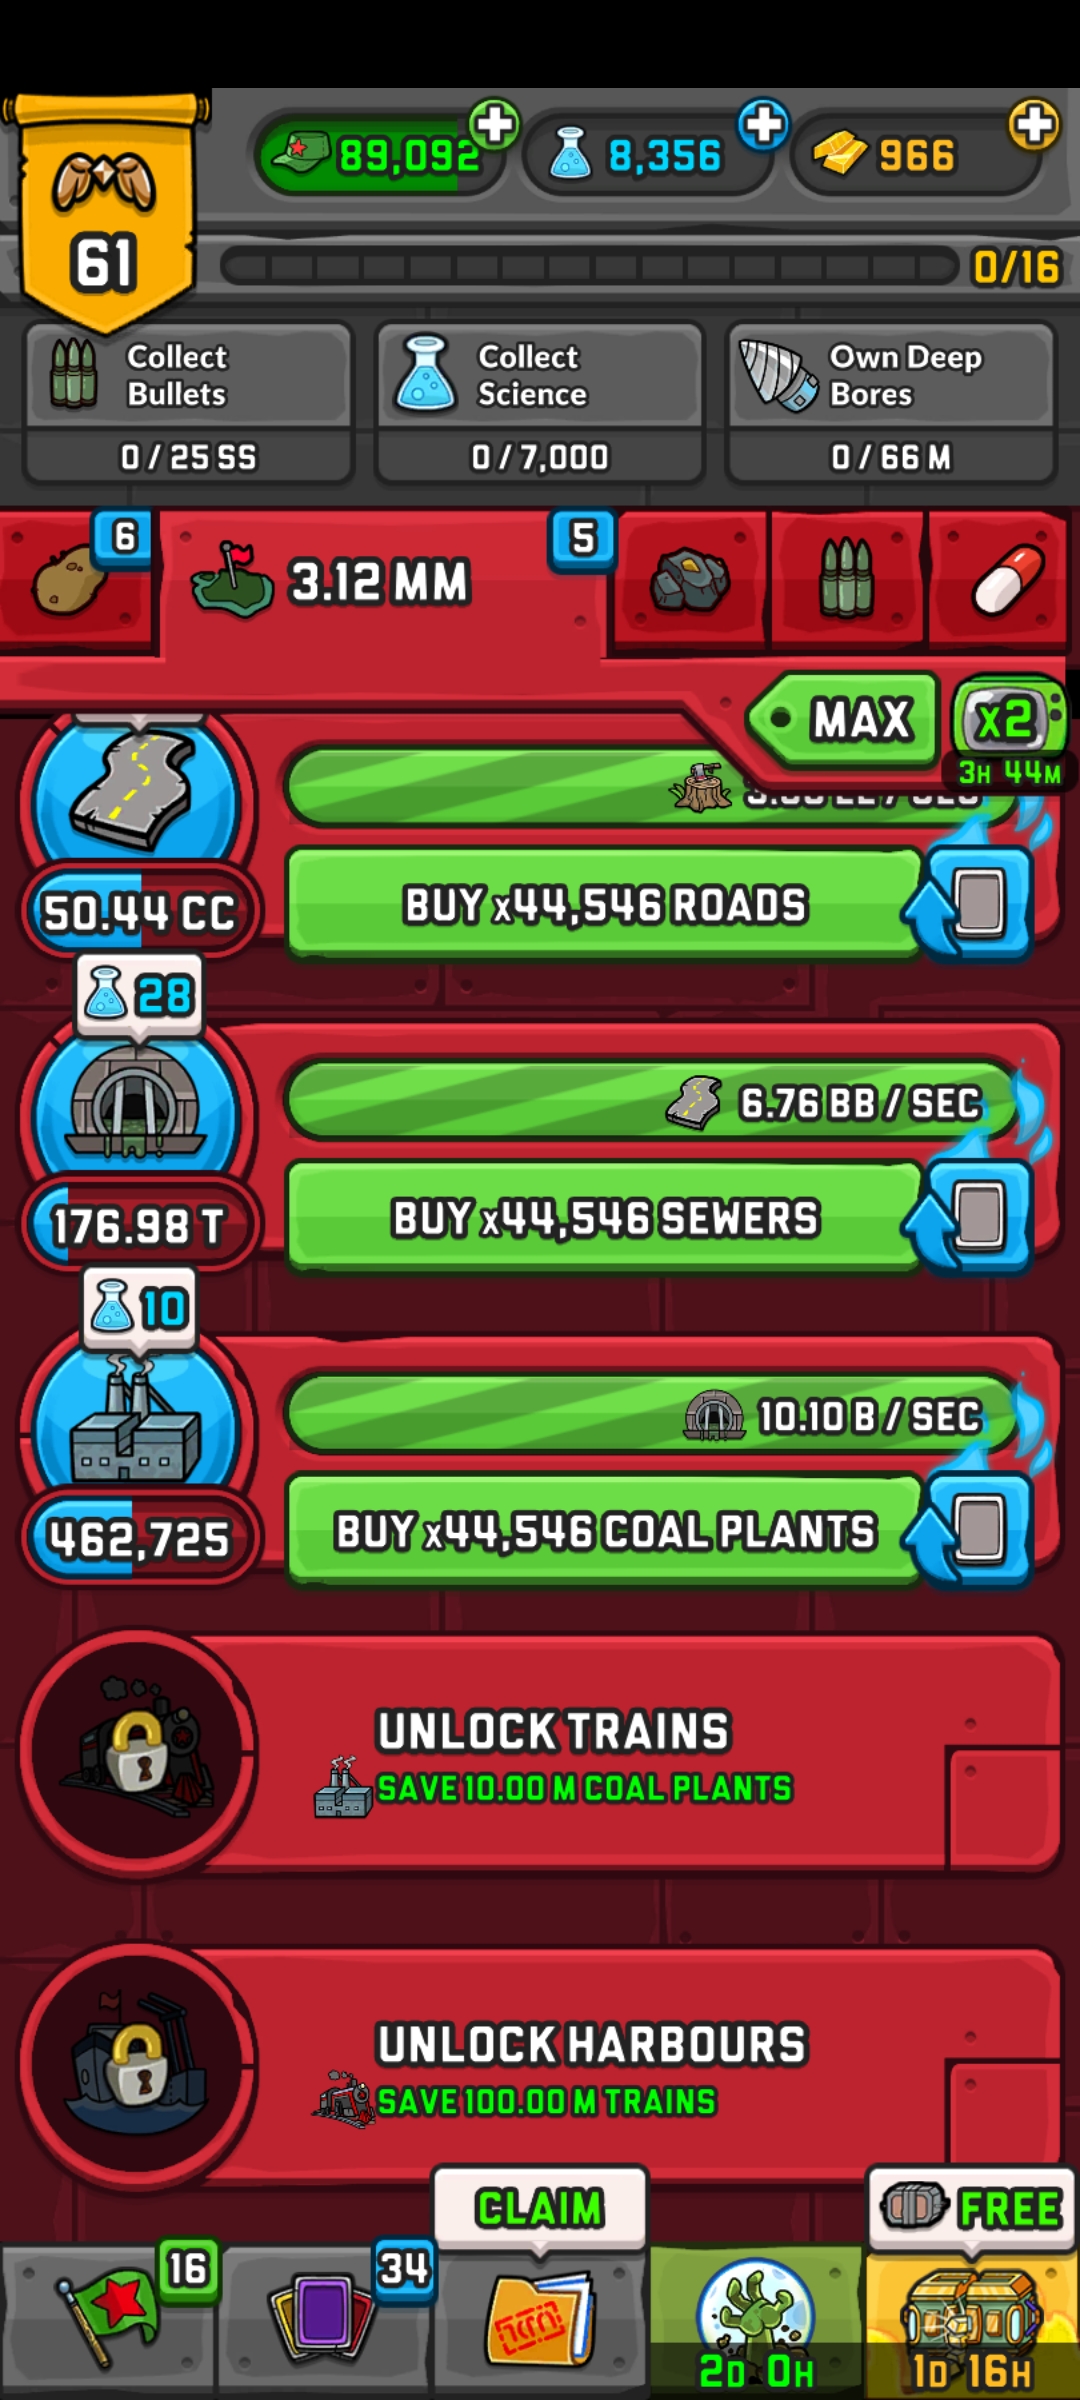 61
89,092
8,356
966
0/16
Collect
Bullets
0 / 25 SS
Collect
Science
0 / 7,000
Own Deep
Bores
0 / 66 M
6
3.12 MM
5
MAX
x2
3H 44M
50.44 CC
BUY x44,546 ROADS
28
6.76 BB / SEC
176.98 T
BUY x44,546 SEWERS
10
10.10 B / SEC
462,725
BUY x44,546 COAL PLANTS
UNLOCK TRAINS
SAVE 10.00 M COAL PLANTS
UNLOCK HARBOURS
SAVE 100.00 M TRAINS
CLAIM
FREE
16
34
2D 0H
1D 16H